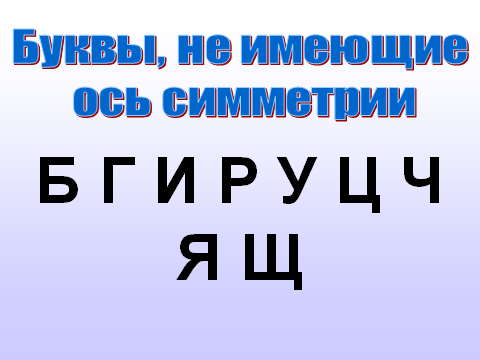 Буквы, не имеющие
ось симметрии
Б Г И Р У Ц Ч
Я Щ